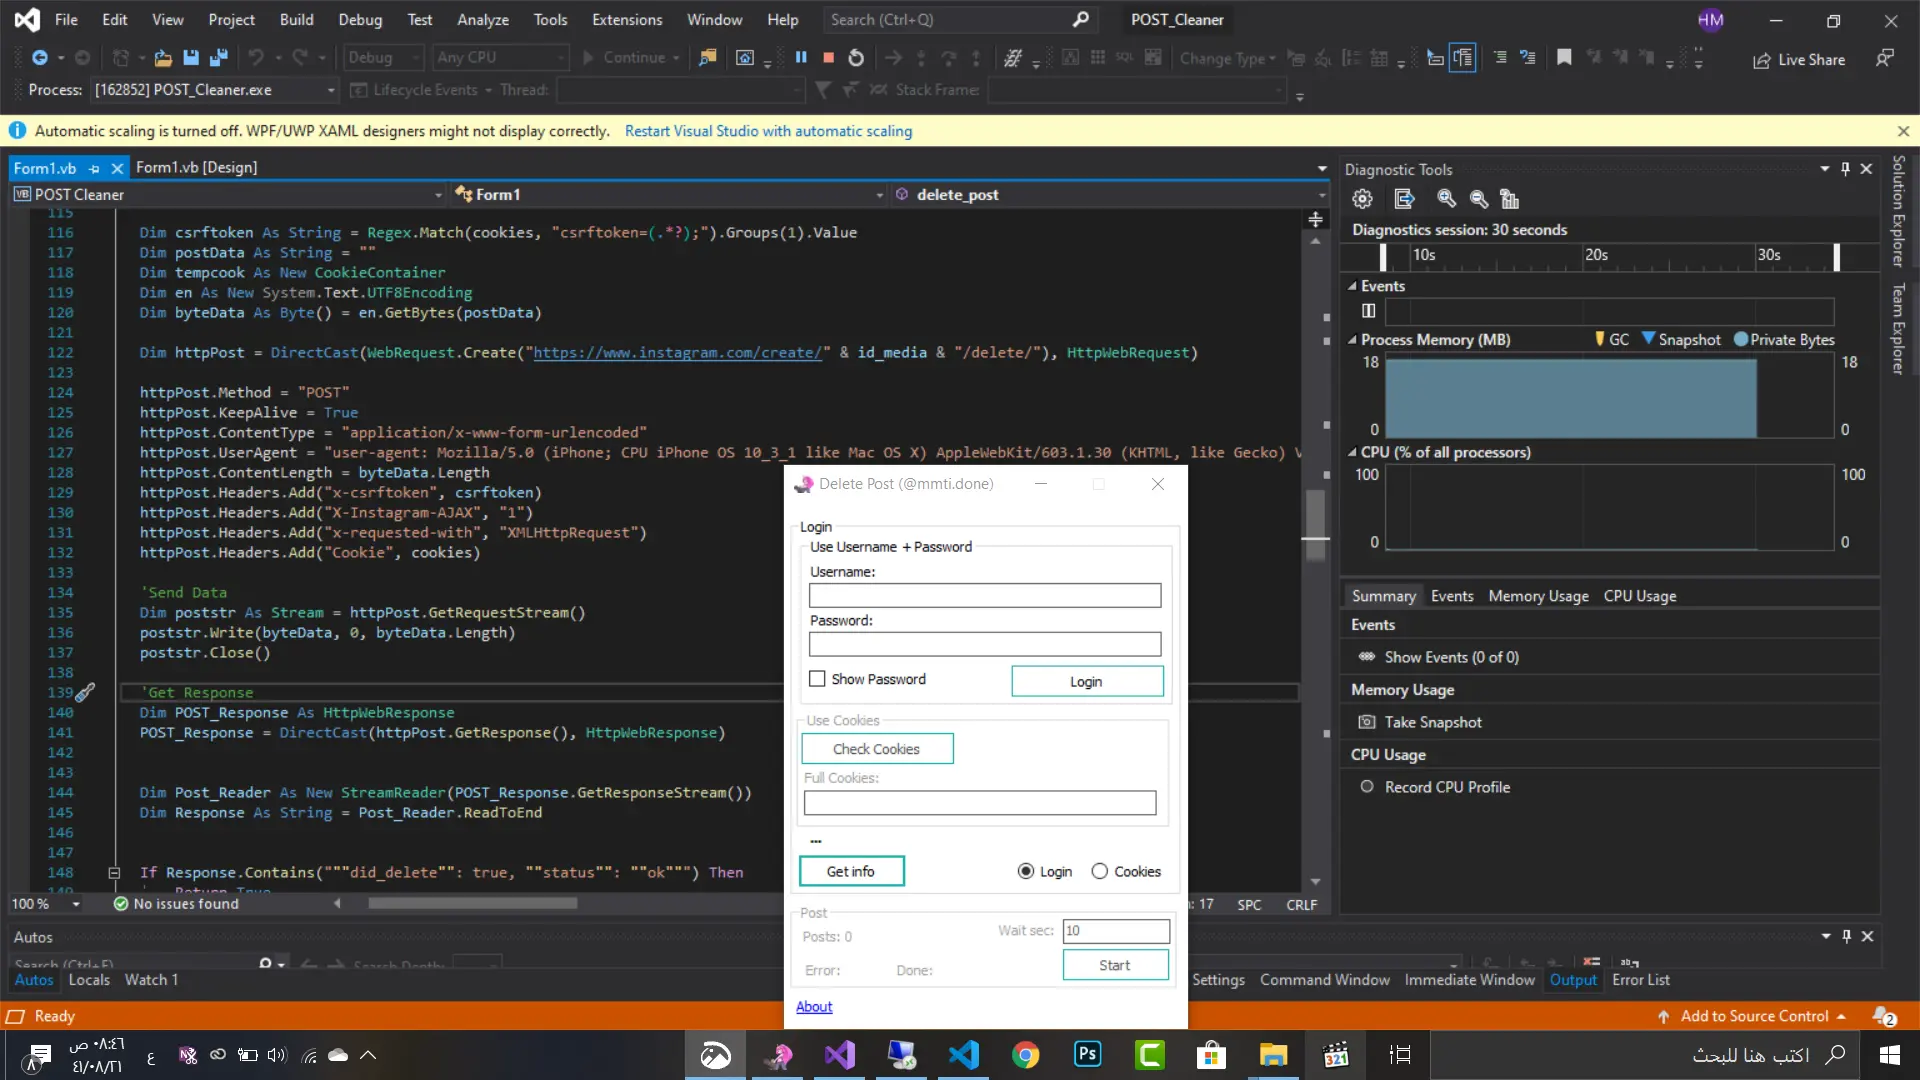 File Edit View Project Build Debug Test Analyze Tools Extensions Window Help Search (Ctrl+Q) POST_Cleaner HM
Debug Any CPU Continue Change Type Live Share
Process: [162852] POST_Cleaner.exe Lifecycle Events Thread: Stack Frame:
Automatic scaling is turned off. WPF/UWP XAML designers might not display correctly. Restart Visual Studio with automatic scaling
Form1.vb Form1.vb [Design]
POST Cleaner Form1 delete_post
115
116 Dim csrftoken As String = Regex.Match(cookies, "csrftoken=(.*?);").Groups(1).Value
117 Dim postData As String = ""
118 Dim tempcook As New CookieContainer
119 Dim en As New System.Text.UTF8Encoding
120 Dim byteData As Byte() = en.GetBytes(postData)
121
122 Dim httpPost = DirectCast(WebRequest.Create("https://www.instagram.com/create/" & id_media & "/delete/"), HttpWebRequest)
123
124 httpPost.Method = "POST"
125 httpPost.KeepAlive = True
126 httpPost.ContentType = "application/x-www-form-urlencoded"
127 httpPost.UserAgent = "user-agent: Mozilla/5.0 (iPhone; CPU iPhone OS 10_3_1 like Mac OS X) AppleWebKit/603.1.30 (KHTML, like Gecko) V
128 httpPost.ContentLength = byteData.Length
129 httpPost.Headers.Add("x-csrftoken", csrftoken)
130 httpPost.Headers.Add("X-Instagram-AJAX", "1")
131 httpPost.Headers.Add("x-requested-with", "XMLHttpRequest")
132 httpPost.Headers.Add("Cookie", cookies)
133
134 'Send Data
135 Dim poststr As Stream = httpPost.GetRequestStream()
136 poststr.Write(byteData, 0, byteData.Length)
137 poststr.Close()
138
139 'Get Response
140 Dim POST_Response As HttpWebResponse
141 POST_Response = DirectCast(httpPost.GetResponse(), HttpWebResponse)
142
143
144 Dim Post_Reader As New StreamReader(POST_Response.GetResponseStream())
145 Dim Response As String = Post_Reader.ReadToEnd
146
147
148 If Response.Contains("""did_delete"": true, ""status"": ""ok""") Then
149 ' Return True
100 % No issues found : 17 SPC CRLF
Delete Post (@mmti.done)
Login
Use Username + Password
Username:
Password:
Show Password Login
Use Cookies
Check Cookies
Full Cookies:
...
Get info Login Cookies
Post
Posts: 0 Wait sec: 10
Error: Done: Start
About
Diagnostic Tools
Diagnostics session: 30 seconds
10s 20s 30s
Events
Process Memory (MB) GC Snapshot Private Bytes
18 18
0 0
CPU (% of all processors)
100 100
0 0
Summary Events Memory Usage CPU Usage
Events
Show Events (0 of 0)
Memory Usage
Take Snapshot
CPU Usage
Record CPU Profile
Solution Explorer
Team Explorer
Autos
Search (Ctrl+E) Search Depth:
Autos Locals Watch 1
Settings Command Window Immediate Window Output Error List
Ready Add to Source Control 2
٠٨:٤٦ ص
٤١/٠٨/٢١
ع
Ps
321
اكتب هنا للبحث